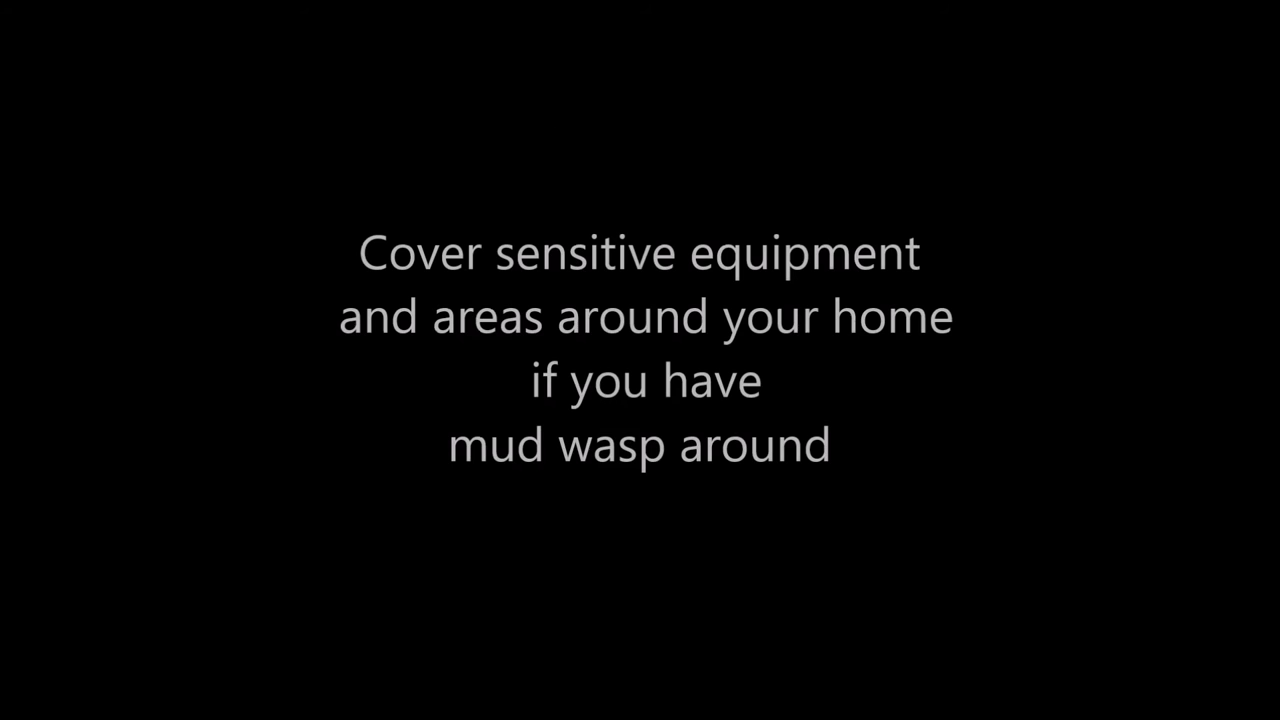 Cover sensitive equipment
and areas around your home
if you have
mud wasp around